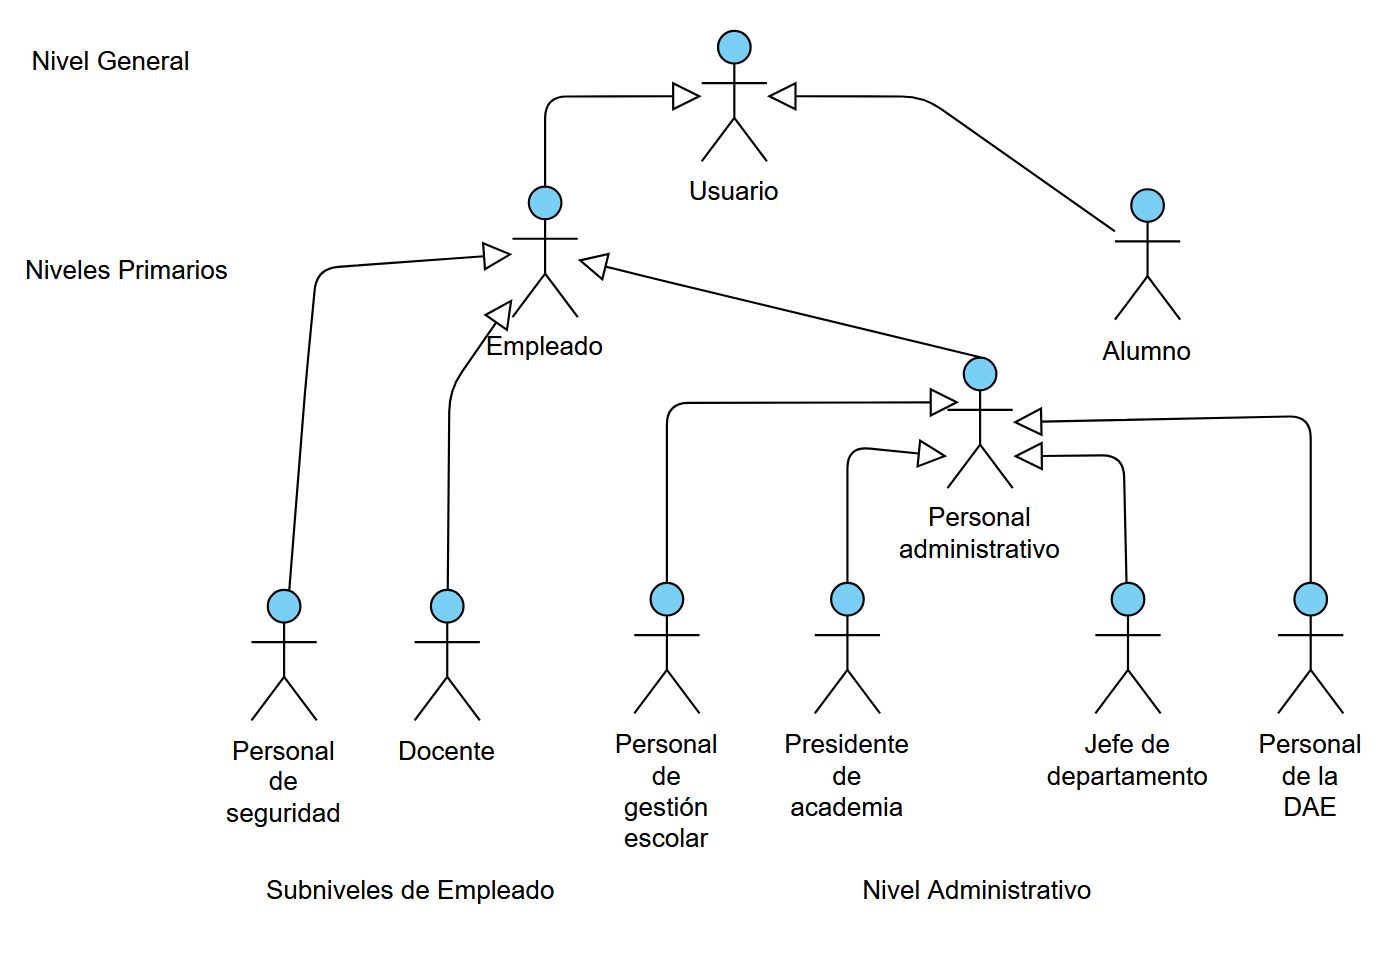 Nivel General
Usuario
Niveles Primarios
Empleado
Alumno
Personal
administrativo
Personal
de
seguridad
Docente
Personal
de
gestión
escolar
Presidente
de
academia
Jefe de
departamento
Personal
de la
DAE
Subniveles de Empleado
Nivel Administrativo